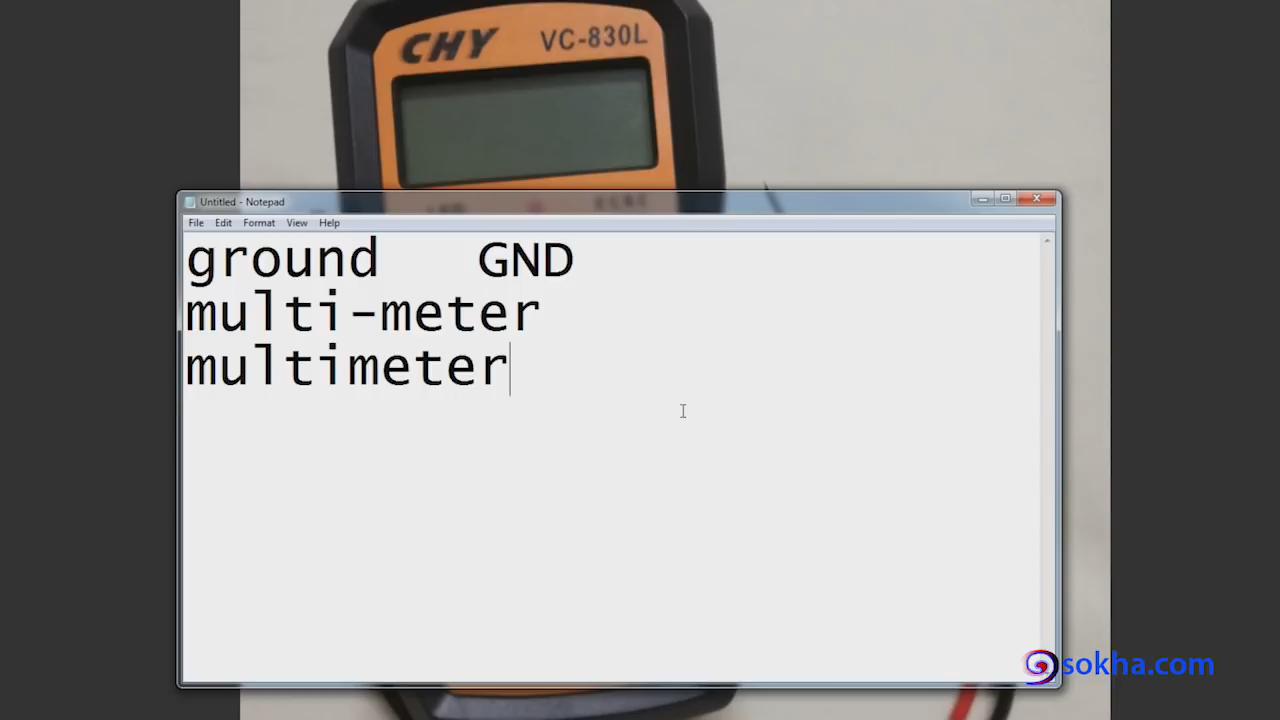 CHY VC-830L
Untitled - Notepad
File Edit Format View Help
ground GND
multi-meter
multimeter
sokha.com